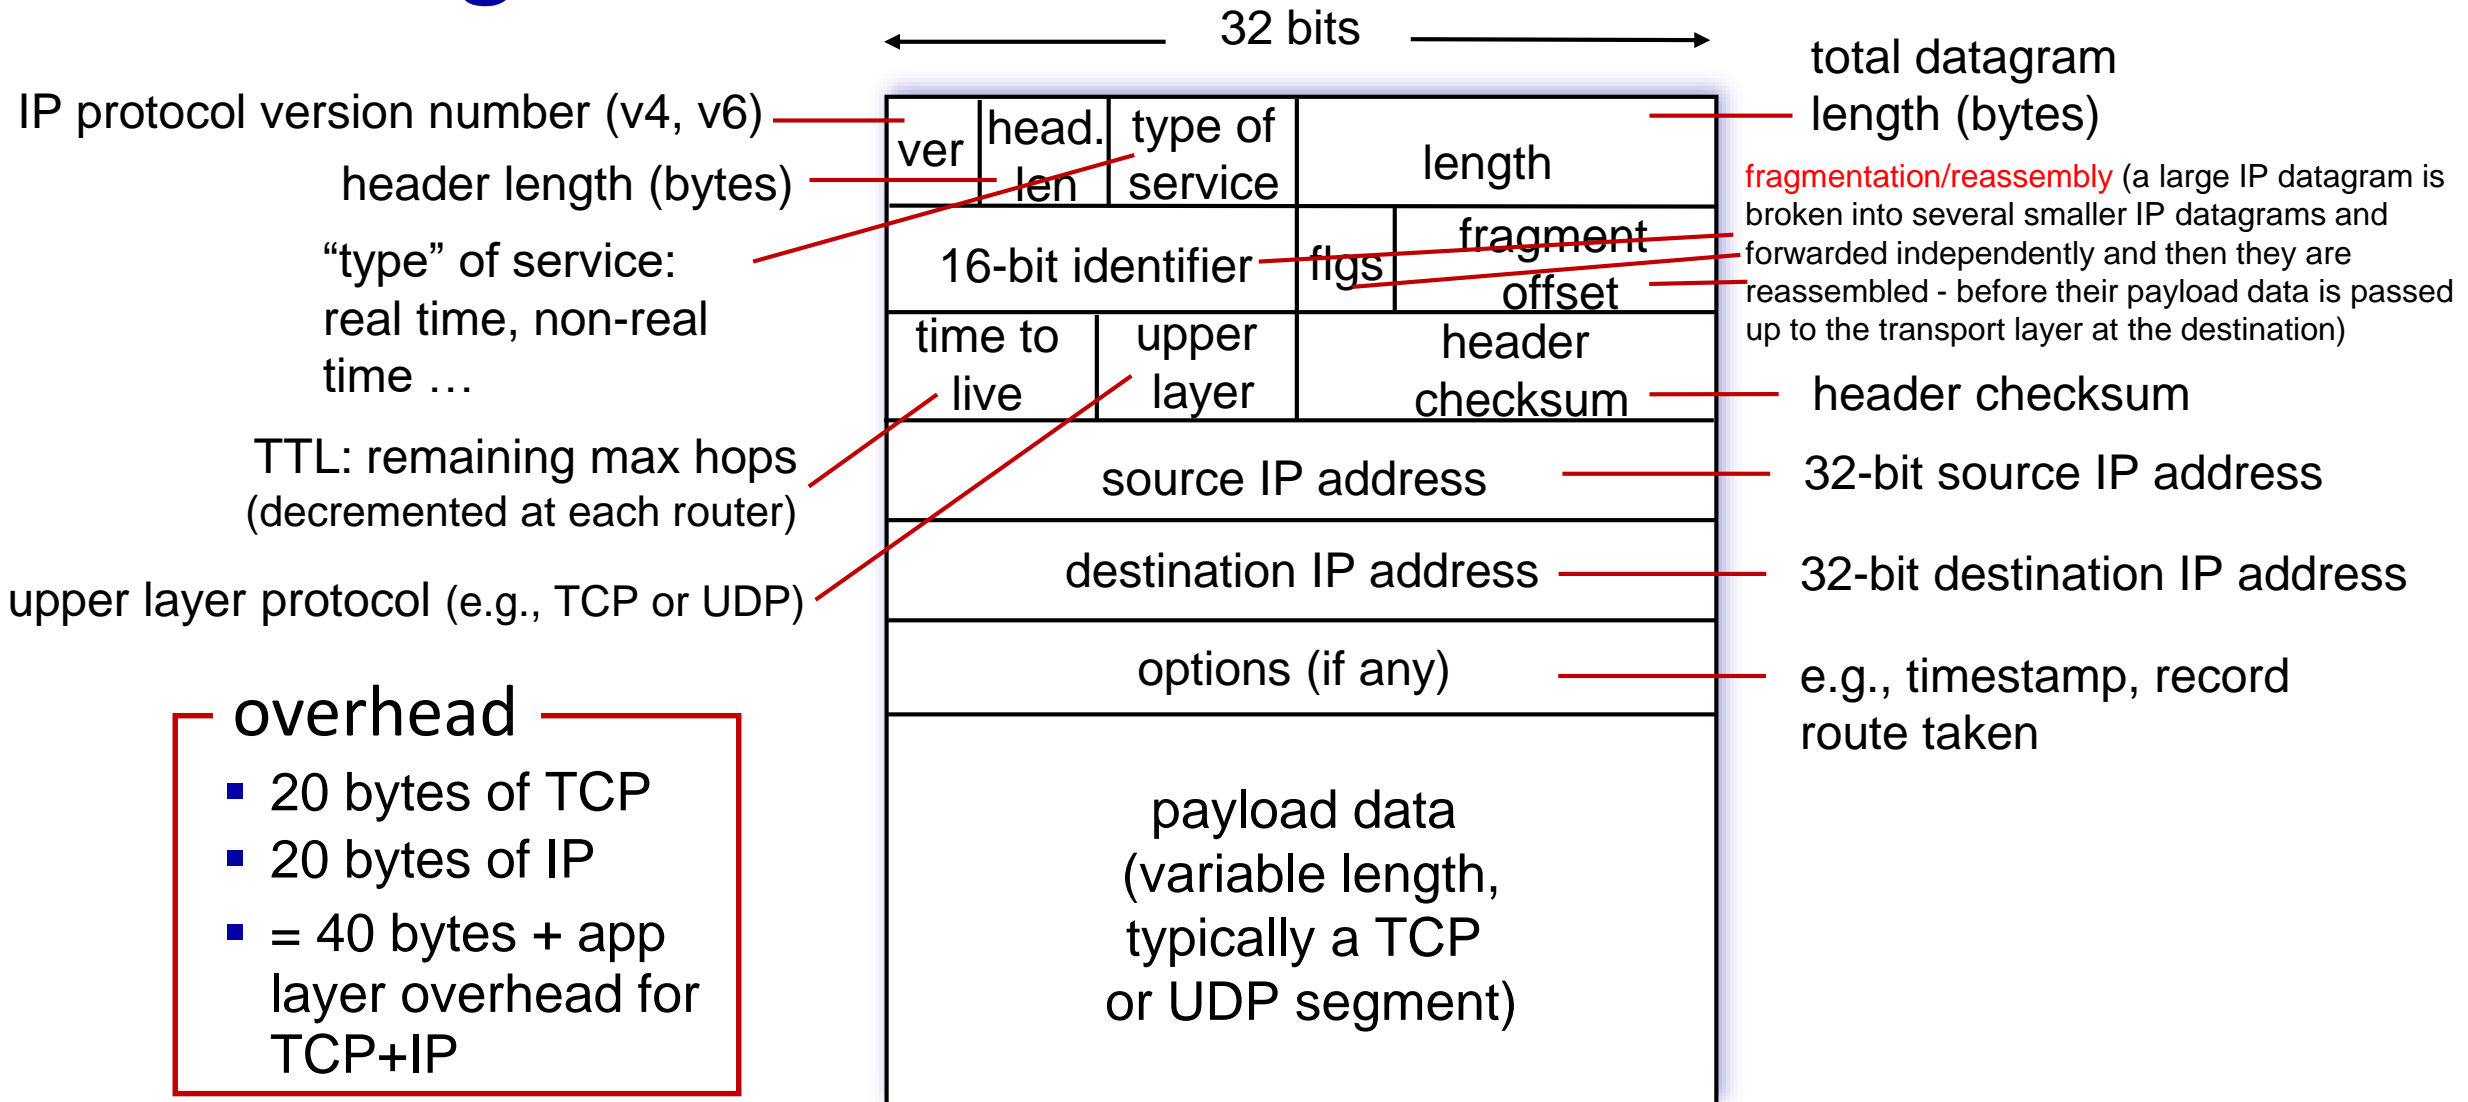 32 bits
IP protocol version number (v4, v6)
header length (bytes)
“type” of service:
real time, non-real
time …
TTL: remaining max hops
(decremented at each router)
upper layer protocol (e.g., TCP or UDP)
overhead
20 bytes of TCP
20 bytes of IP
= 40 bytes + app
layer overhead for
TCP+IP
ver
head.
len
type of
service
length
16-bit identifier
flgs
fragment
offset
time to
live
upper
layer
header
checksum
source IP address
destination IP address
options (if any)
payload data
(variable length,
typically a TCP
or UDP segment)
total datagram
length (bytes)
fragmentation/reassembly (a large IP datagram is
broken into several smaller IP datagrams and
forwarded independently and then they are
reassembled - before their payload data is passed
up to the transport layer at the destination)
header checksum
32-bit source IP address
32-bit destination IP address
e.g., timestamp, record
route taken